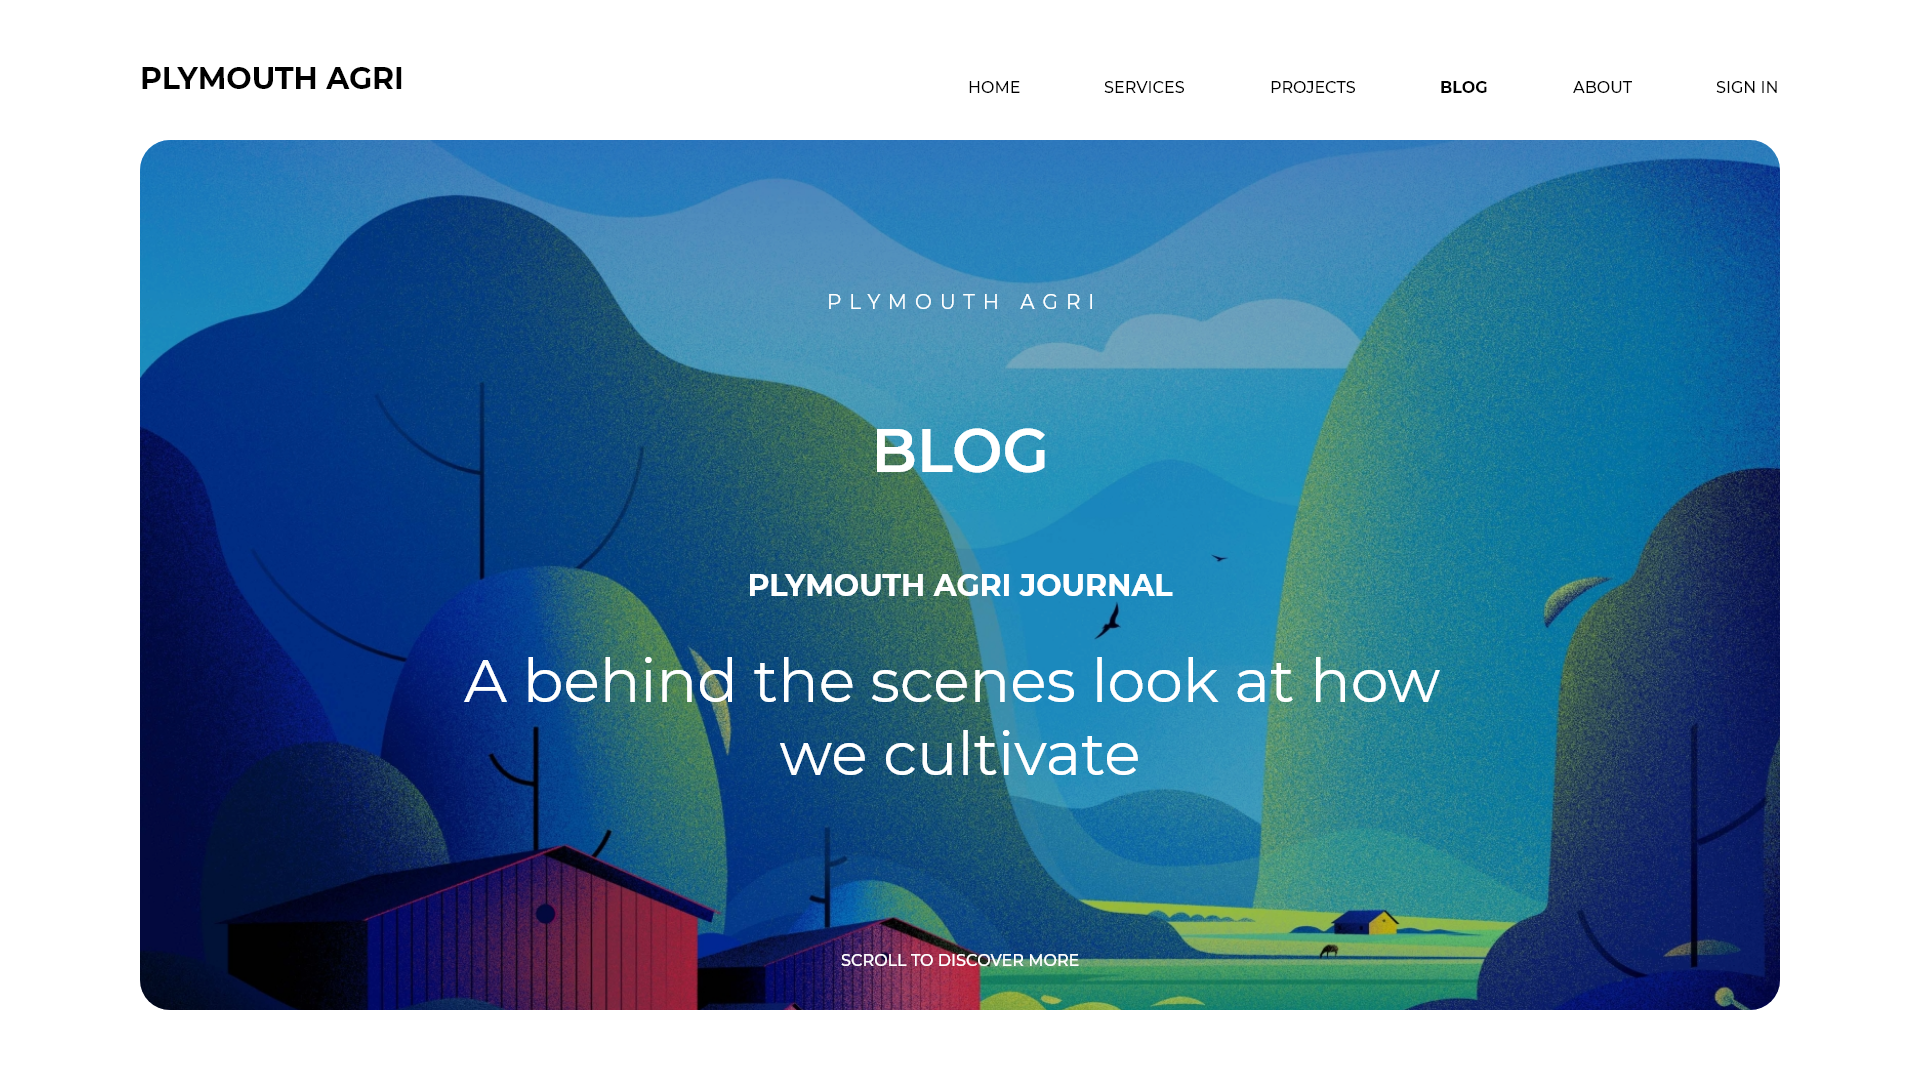 PLYMOUTH AGRI
HOME
SERVICES
PROJECTS
BLOG
ABOUT
SIGN IN
PLYMOUTH AGRI
BLOG
PLYMOUTH AGRI JOURNAL
A behind the scenes look at how
we cultivate
SCROLL TO DISCOVER MORE